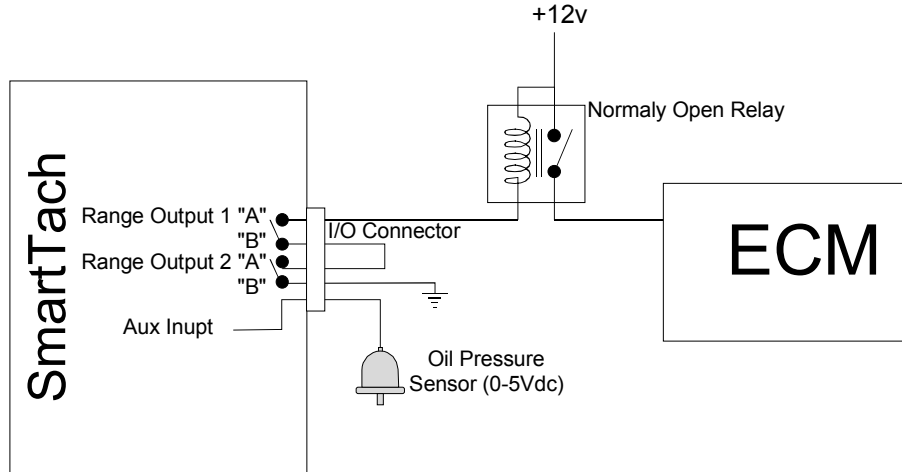 +12v
Normaly Open Relay
SmartTach
Range Output 1 "A"
"B"
I/O Connector
Range Output 2 "A"
"B"
Aux Inupt
Oil Pressure
Sensor (0-5Vdc)
ECM